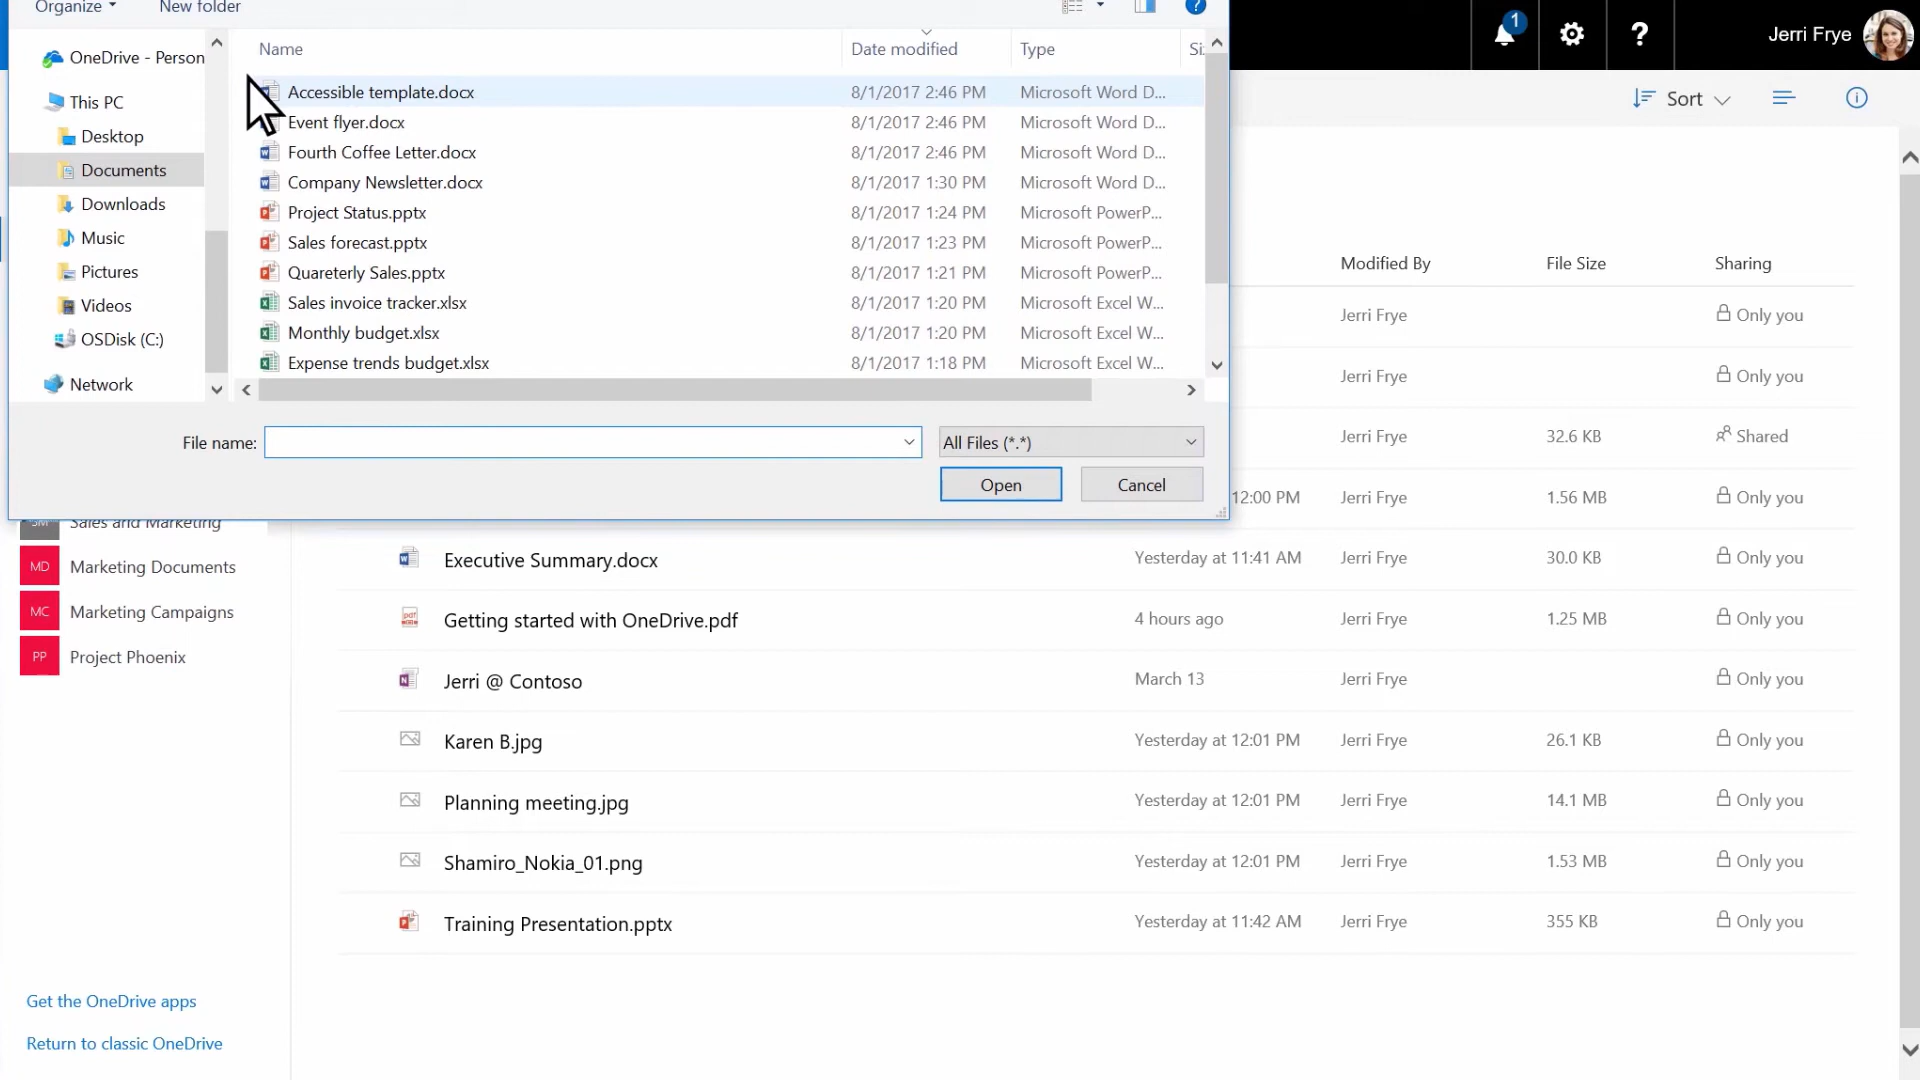 Organize New folder
1
Jerri Frye
OneDrive - Person
This PC
Desktop
Documents
Downloads
Music
Pictures
Videos
OSDisk (C:)
Network
Name Date modified Type Si
Accessible template.docx 8/1/2017 2:46 PM Microsoft Word D...
Event flyer.docx 8/1/2017 2:46 PM Microsoft Word D...
Fourth Coffee Letter.docx 8/1/2017 2:46 PM Microsoft Word D...
Company Newsletter.docx 8/1/2017 1:30 PM Microsoft Word D...
Project Status.pptx 8/1/2017 1:24 PM Microsoft PowerP...
Sales forecast.pptx 8/1/2017 1:23 PM Microsoft PowerP...
Quareterly Sales.pptx 8/1/2017 1:21 PM Microsoft PowerP...
Sales invoice tracker.xlsx 8/1/2017 1:20 PM Microsoft Excel W...
Monthly budget.xlsx 8/1/2017 1:20 PM Microsoft Excel W...
Expense trends budget.xlsx 8/1/2017 1:18 PM Microsoft Excel W...
File name: All Files (*.*)
Open Cancel
Sort
Modified By File Size Sharing
Jerri Frye Only you
Jerri Frye Only you
Jerri Frye 32.6 KB Shared
12:00 PM Jerri Frye 1.56 MB Only you
Executive Summary.docx Yesterday at 11:41 AM Jerri Frye 30.0 KB Only you
Getting started with OneDrive.pdf 4 hours ago Jerri Frye 1.25 MB Only you
Jerri @ Contoso March 13 Jerri Frye Only you
Karen B.jpg Yesterday at 12:01 PM Jerri Frye 26.1 KB Only you
Planning meeting.jpg Yesterday at 12:01 PM Jerri Frye 14.1 MB Only you
Shamiro_Nokia_01.png Yesterday at 12:01 PM Jerri Frye 1.53 MB Only you
Training Presentation.pptx Yesterday at 11:42 AM Jerri Frye 355 KB Only you
SM Sales and Marketing
MD Marketing Documents
MC Marketing Campaigns
PP Project Phoenix
Get the OneDrive apps
Return to classic OneDrive